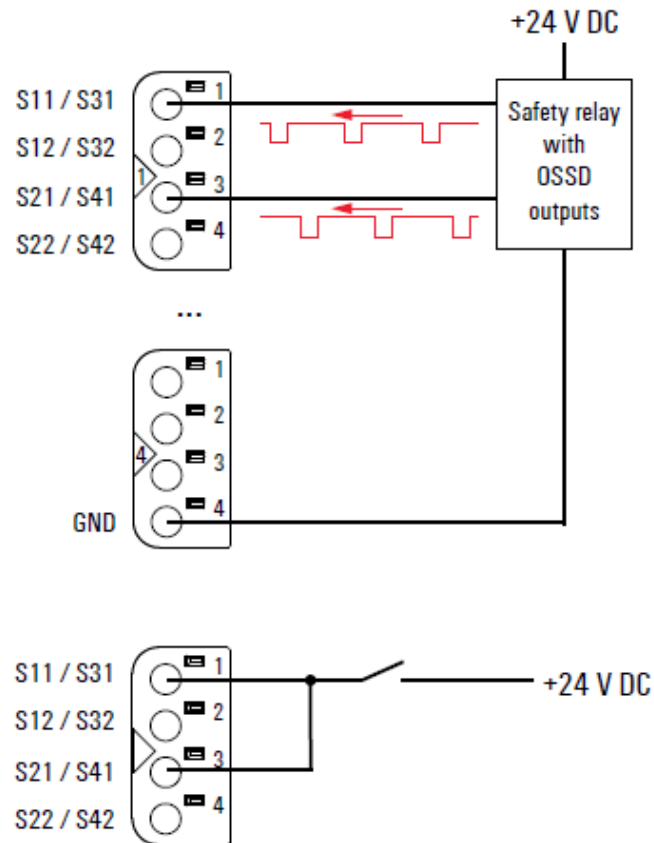 +24 V DC
S11 / S31
1
S12 / S32
2
1
S21 / S41
3
S22 / S42
4
Safety relay
with
OSSD
outputs
...
1
2
4
3
GND
4
S11 / S31
1
+24 V DC
S12 / S32
2
S21 / S41
3
S22 / S42
4